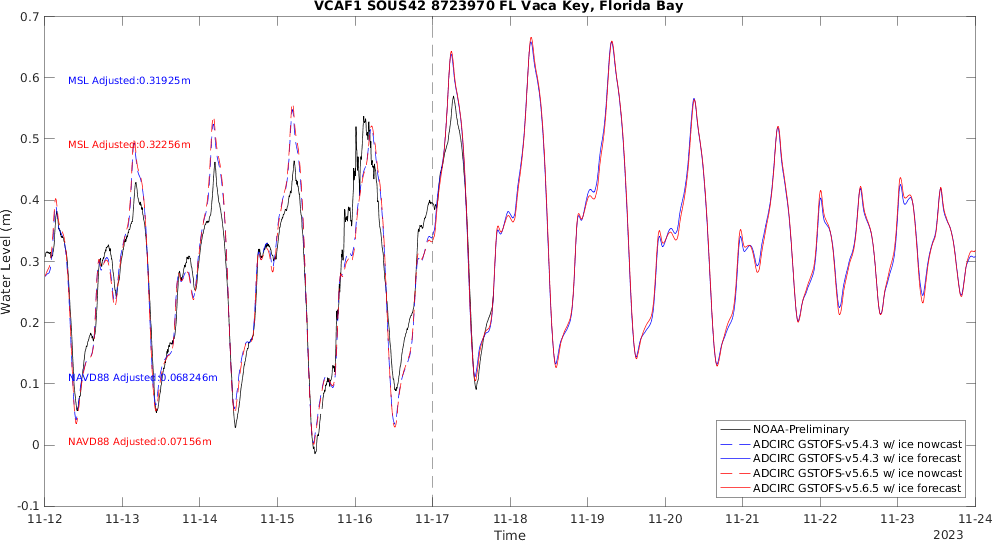 VCAF1 SOUS42 8723970 FL Vaca Key, Florida Bay
0.7
0.6
0.5
0.4
0.3
0.2
0.1
0
-0.1
Water Level (m)
MSL Adjusted:0.31925m
MSL Adjusted:0.32256m
NAVD88 Adjusted:0.068246m
NAVD88 Adjusted:0.07156m
NOAA-Preliminary
ADCIRC GSTOFS-v5.4.3 w/ ice nowcast
ADCIRC GSTOFS-v5.4.3 w/ ice forecast
ADCIRC GSTOFS-v5.6.5 w/ ice nowcast
ADCIRC GSTOFS-v5.6.5 w/ ice forecast
11-12 11-13 11-14 11-15 11-16 11-17 11-18 11-19 11-20 11-21 11-22 11-23 11-24
Time
2023